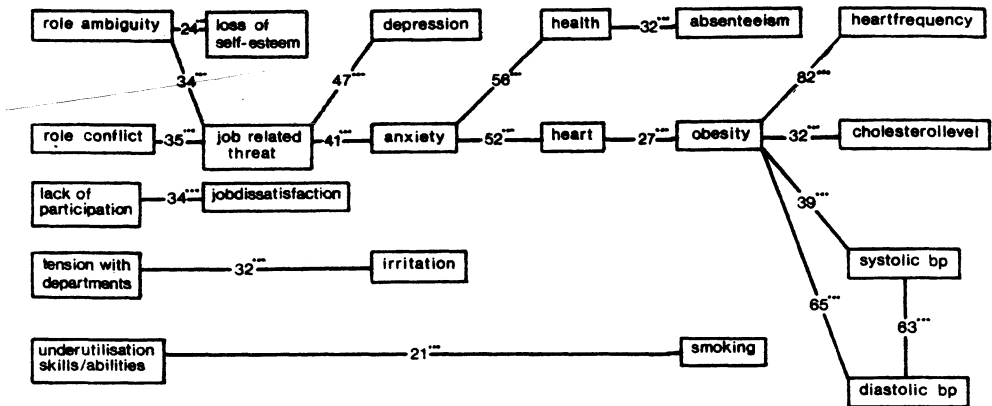 role ambiguity
24***
loss of
self-esteem
depression
health
32***
absenteeism
heartfrequency
34***
47***
56***
82***
role conflict
35***
job related
threat
41***
anxiety
52***
heart
27***
obesity
32***
cholesterollevel
lack of
participation
34***
jobdissatisfaction
39***
tension with
departments
32***
irritation
systolic bp
65***
63***
underutilisation
skills/abilities
21***
smoking
diastolic bp